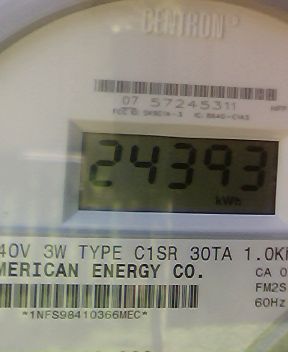 CENTRON®
07 57245311
24393
kWh
40V 3W TYPE C1SR 30TA 1.0K
MERICAN ENERGY CO.
CA 0
FM2S
60Hz
*1NFS98410366MEC*